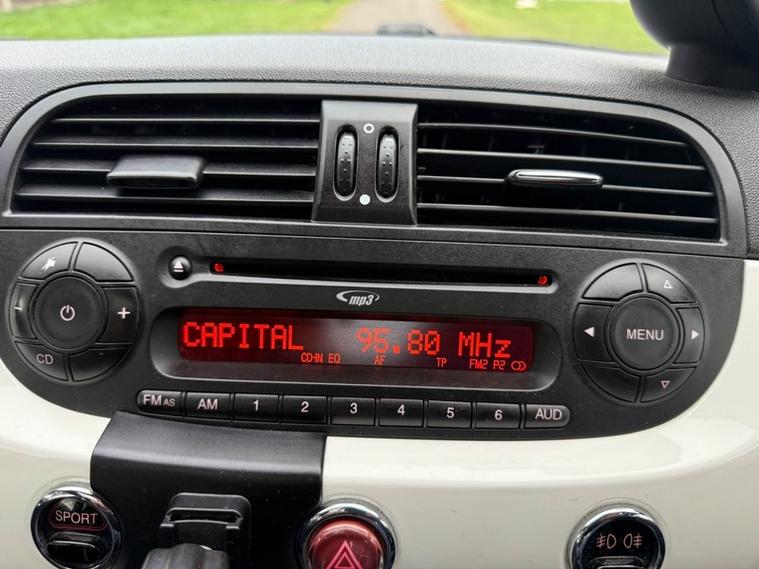 mp3
CAPITAL 95.80 MHz
CD-IN EQ AF TP FM2 P2
CD
MENU
FM AS AM 1 2 3 4 5 6 AUD
SPORT